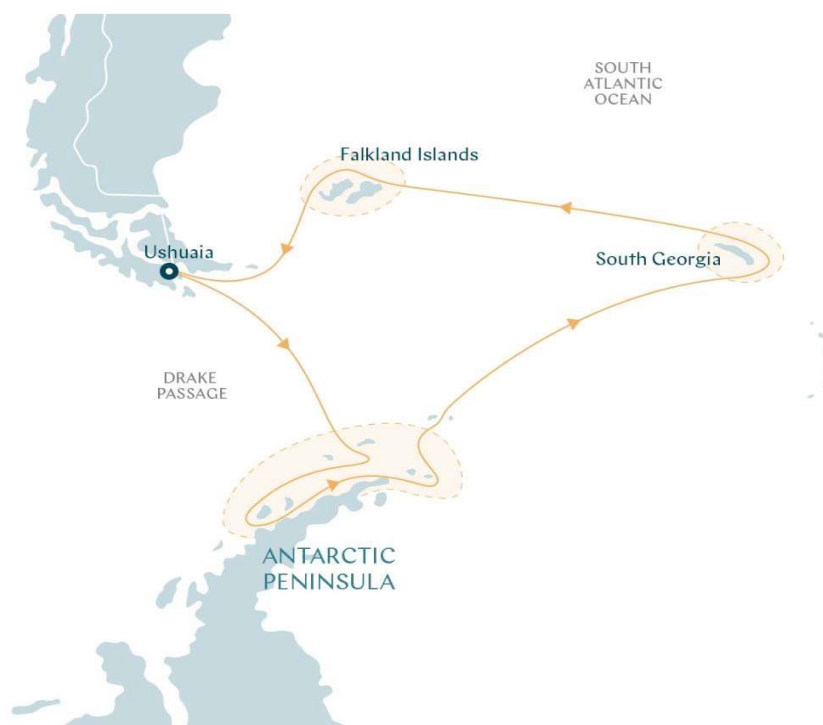 SOUTH
ATLANTIC
OCEAN
Falkland Islands
Ushuaia
South Georgia
DRAKE
PASSAGE
ANTARCTIC
PENINSULA